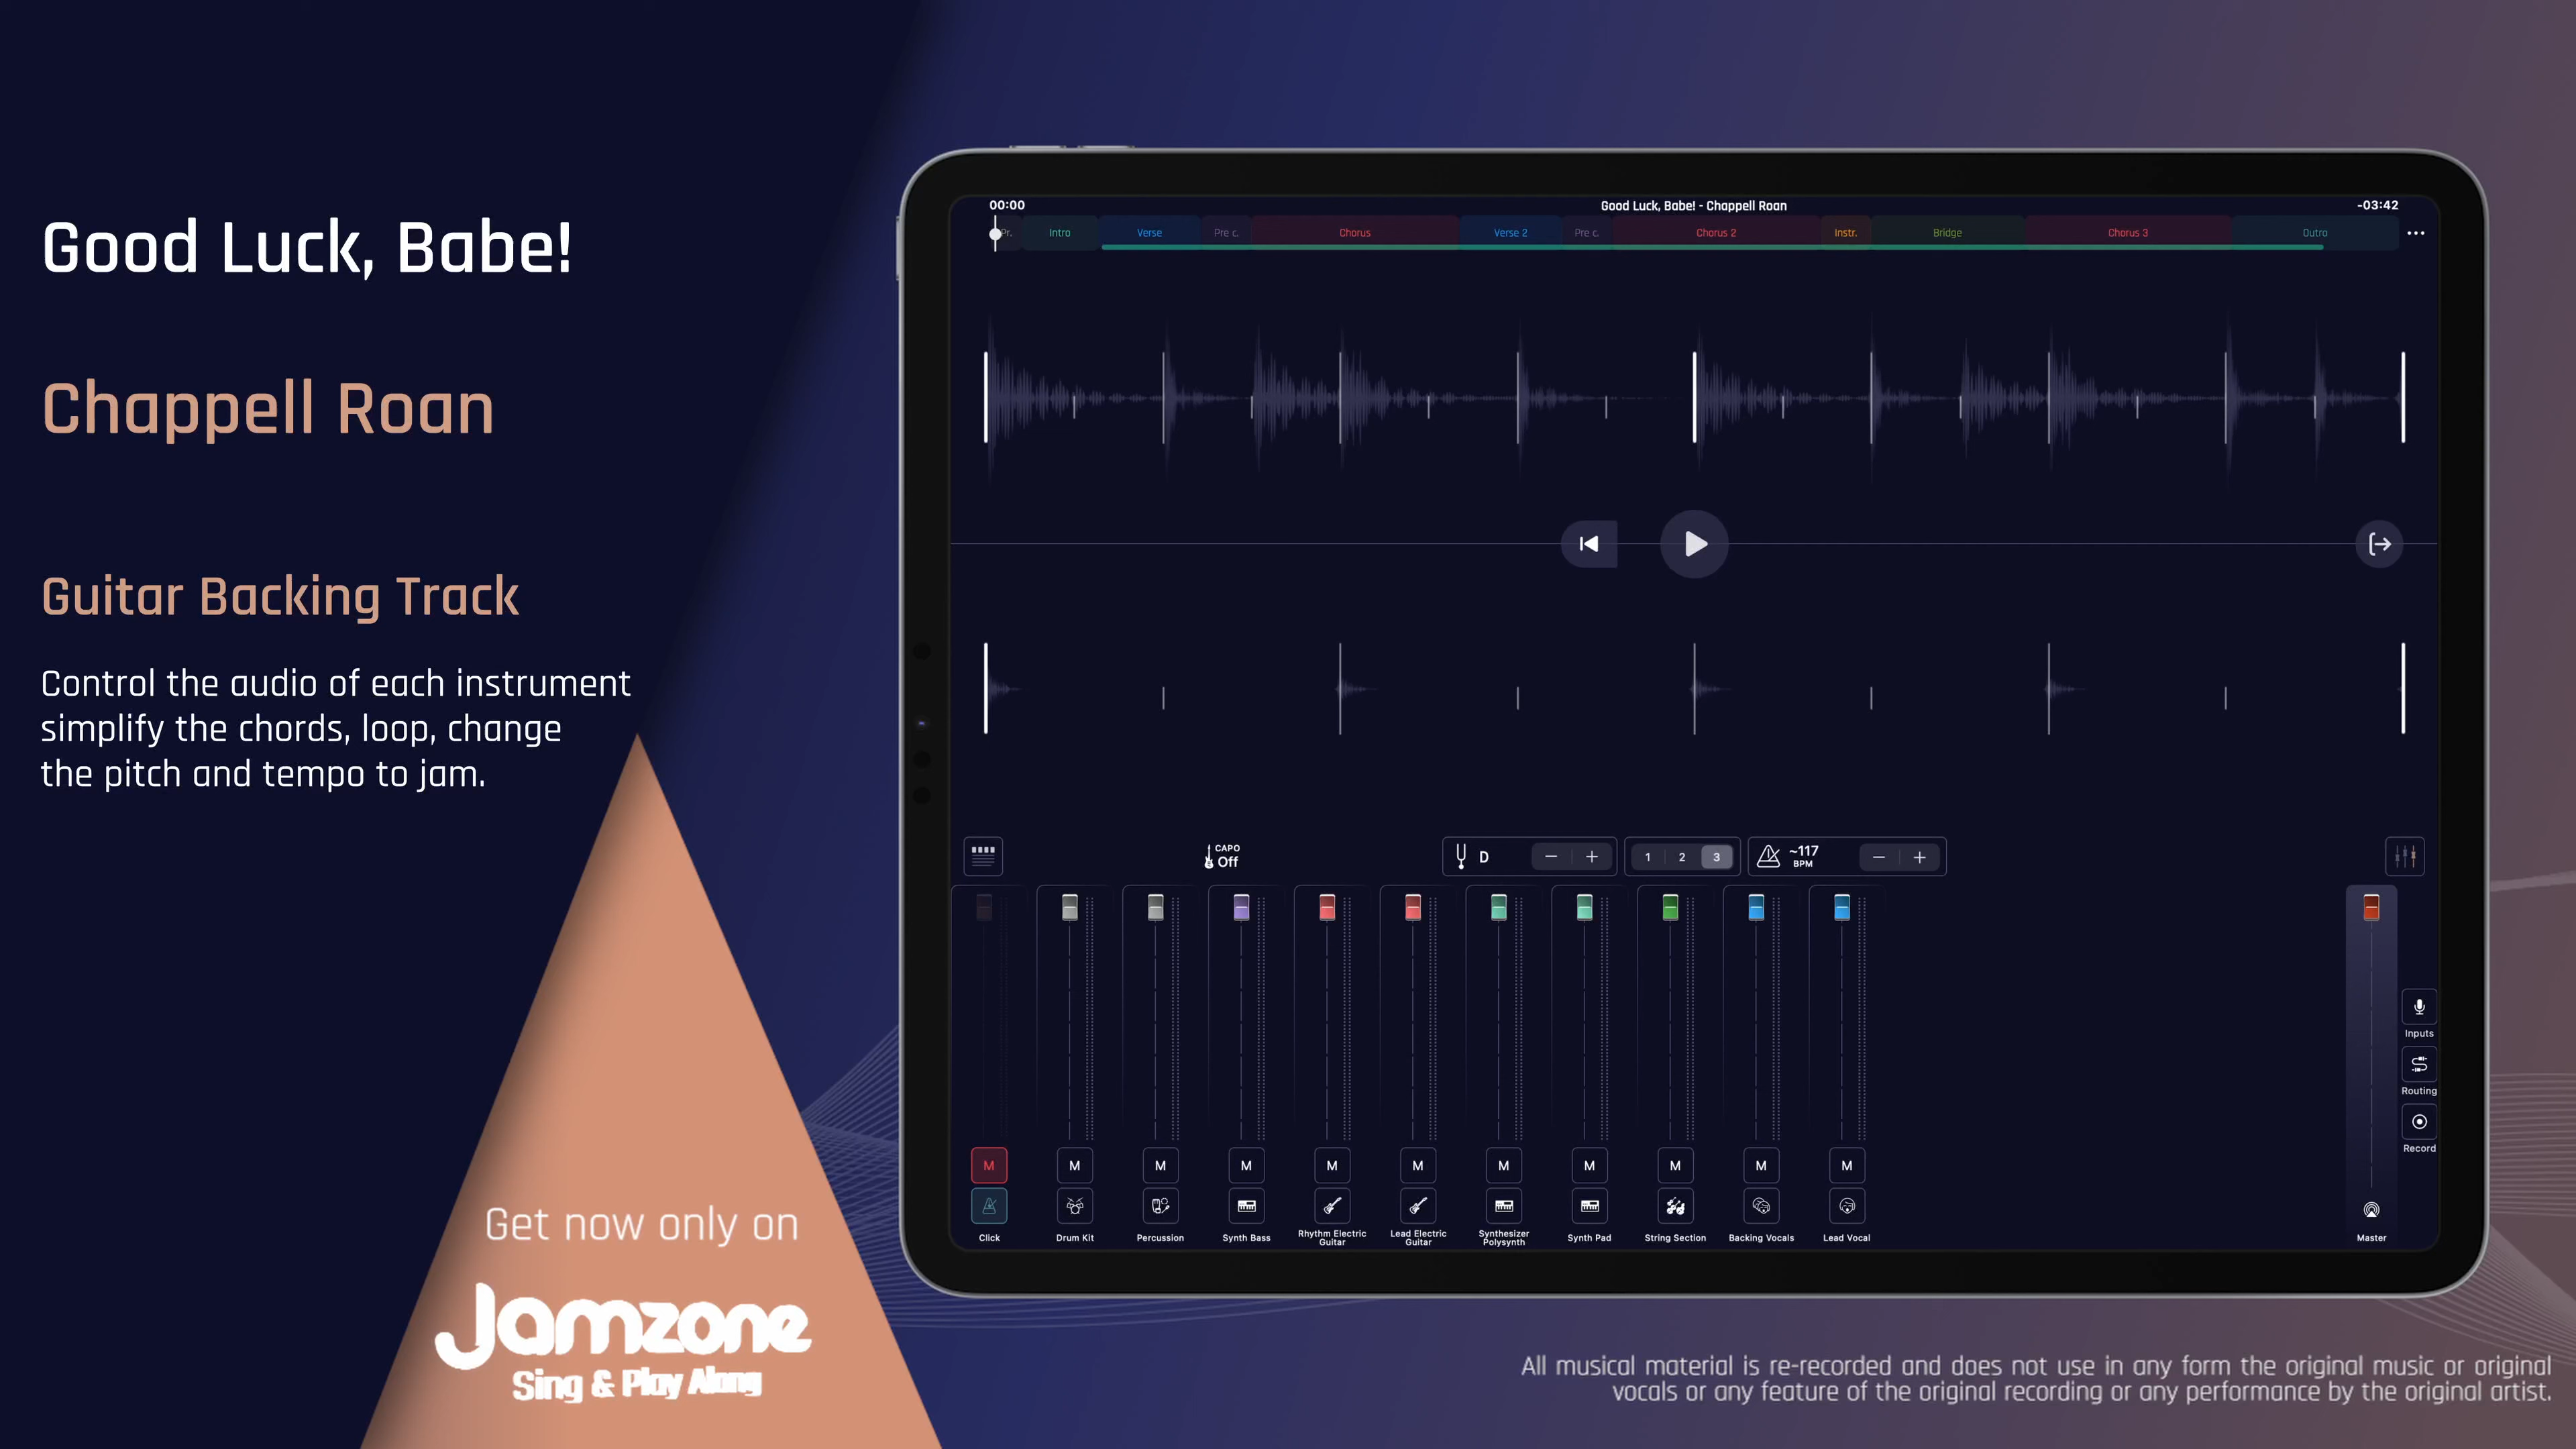 Good Luck, Babe!
Chappell Roan
Guitar Backing Track
Control the audio of each instrument
simplify the chords, loop, change
the pitch and tempo to jam.
Get now only on
Jamzone
Sing & Play Along
00:00
Good Luck, Babe! - Chappell Roan
-03:42
Pr.
Intro
Verse
Pre c.
Chorus
Verse 2
Pre c.
Chorus 2
Instr.
Bridge
Chorus 3
Outro
CAPO
Off
D
1 2 3
~117
BPM
M M M M M M M M M M M
Click
Drum Kit
Percussion
Synth Bass
Rhythm Electric
Guitar
Lead Electric
Guitar
Synthesizer
Polysynth
Synth Pad
String Section
Backing Vocals
Lead Vocal
Master
Inputs
Routing
Record
All musical material is re-recorded and does not use in any form the original music or original
vocals or any feature of the original recording or any performance by the original artist.